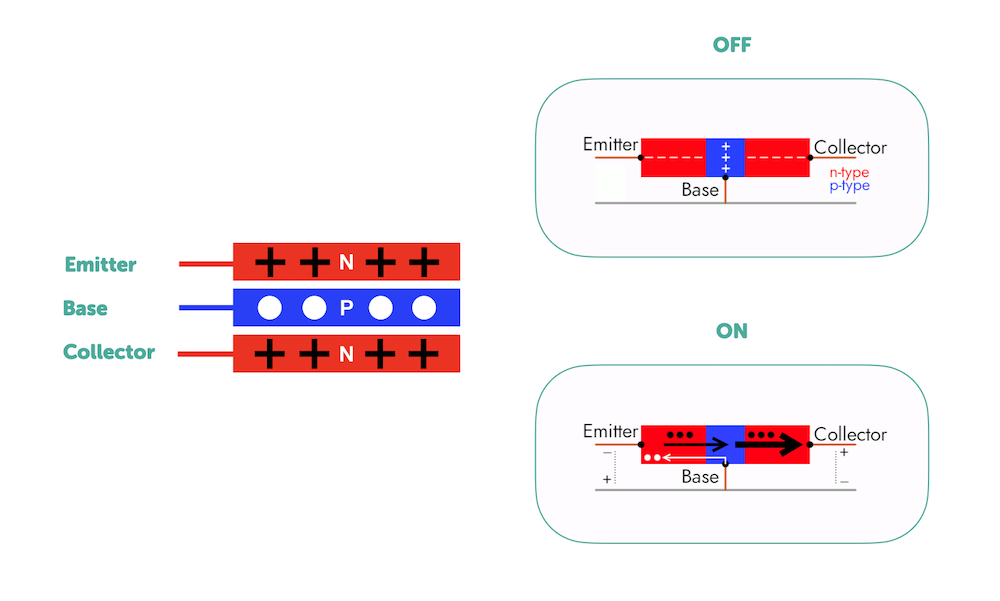 OFF
Emitter
Collector
n-type
p-type
Base
+
+
+
Emitter
+ + N + +
Base
P
Collector
+ + N + +
ON
Emitter
Collector
− +
+ −
Base